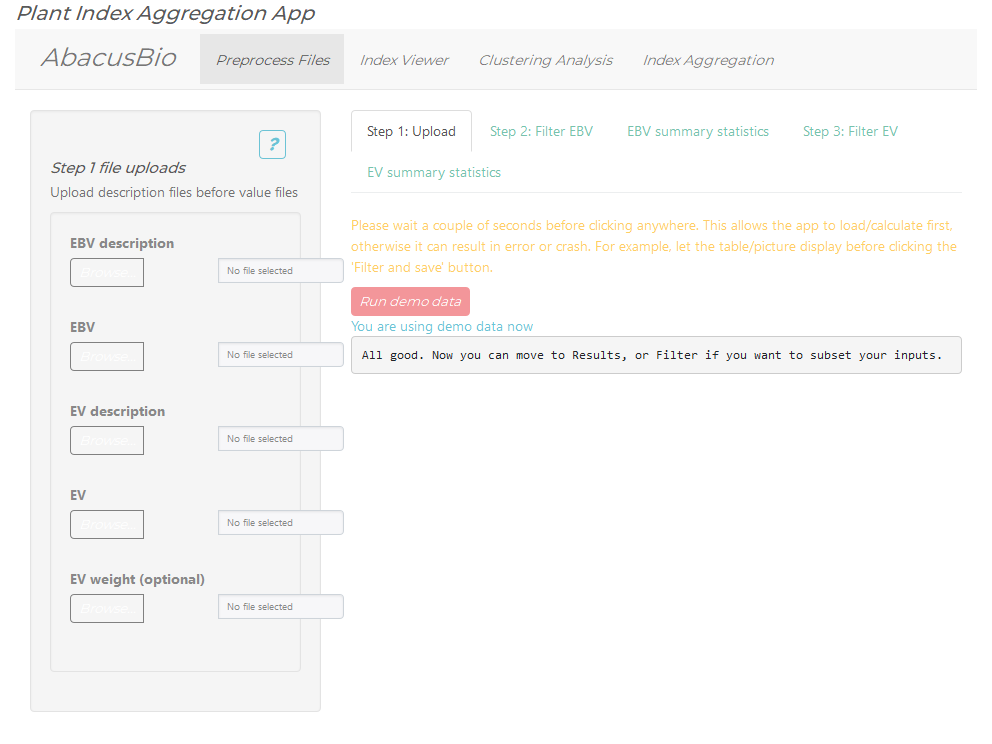 Plant Index Aggregation App
AbacusBio
Preprocess Files
Index Viewer
Clustering Analysis
Index Aggregation
?
Step 1 file uploads
Upload description files before value files
EBV description
Browse...
No file selected
EBV
Browse...
No file selected
EV description
Browse...
No file selected
EV
Browse...
No file selected
EV weight (optional)
Browse...
No file selected
Step 1: Upload
Step 2: Filter EBV
EBV summary statistics
Step 3: Filter EV
EV summary statistics
Please wait a couple of seconds before clicking anywhere. This allows the app to load/calculate first,
otherwise it can result in error or crash. For example. let the table/picture display before clicking the
'Filter and save' button.
Run demo data
You are using demo data now
All good. Now you can move to Results, or Filter if you want to subset your inputs.